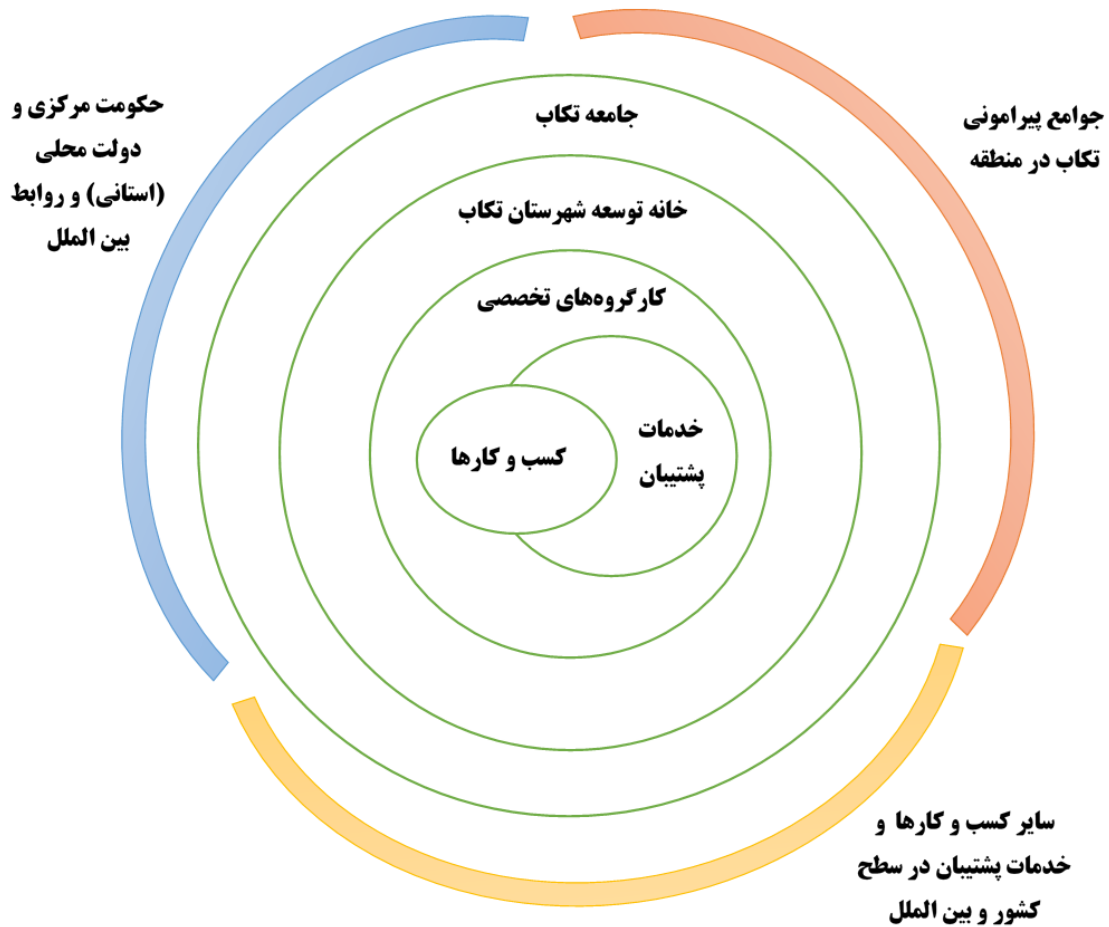 حکومت مرکزی و
دولت محلی
(استانی) و روابط
بین الملل
جوامع پیرامونی
تکاب در منطقه
جامعه تکاب
خانه توسعه شهرستان تکاب
کارگروه‌های تخصصی
خدمات
پشتیبان
کسب و کارها
سایر کسب و کارها و
خدمات پشتیبان در سطح
کشور و بین الملل